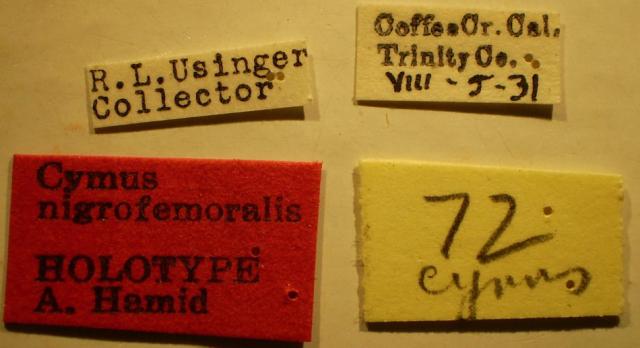 R.L.Usinger
Collector
Coffee Cr. Cal.
Trinity Co.
VIII - 5 - 31
Cymus
nigrofemoralis
HOLOTYPE
A. Hamid
72
cymus